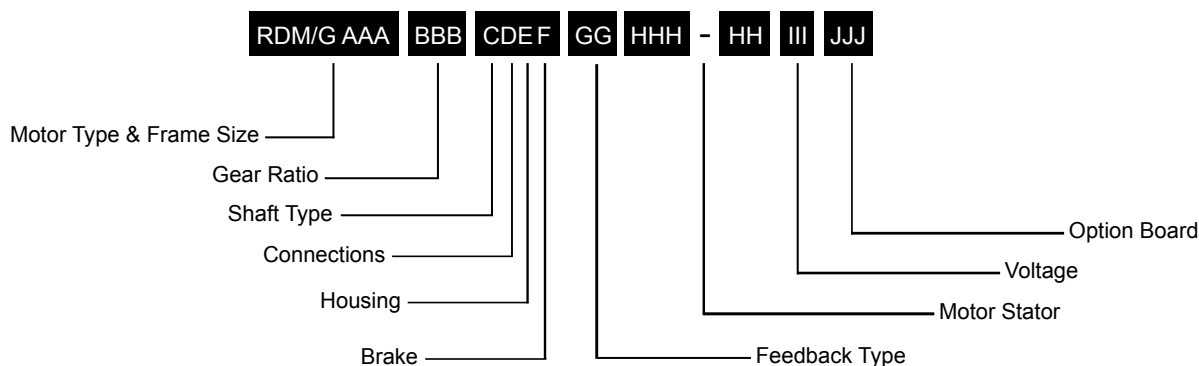 RDM/G AAA BBB CDE F GG HHH - HH III JJJ
Motor Type & Frame Size
Gear Ratio
Shaft Type
Option Board
Connections
Voltage
Housing
Motor Stator
Brake
Feedback Type